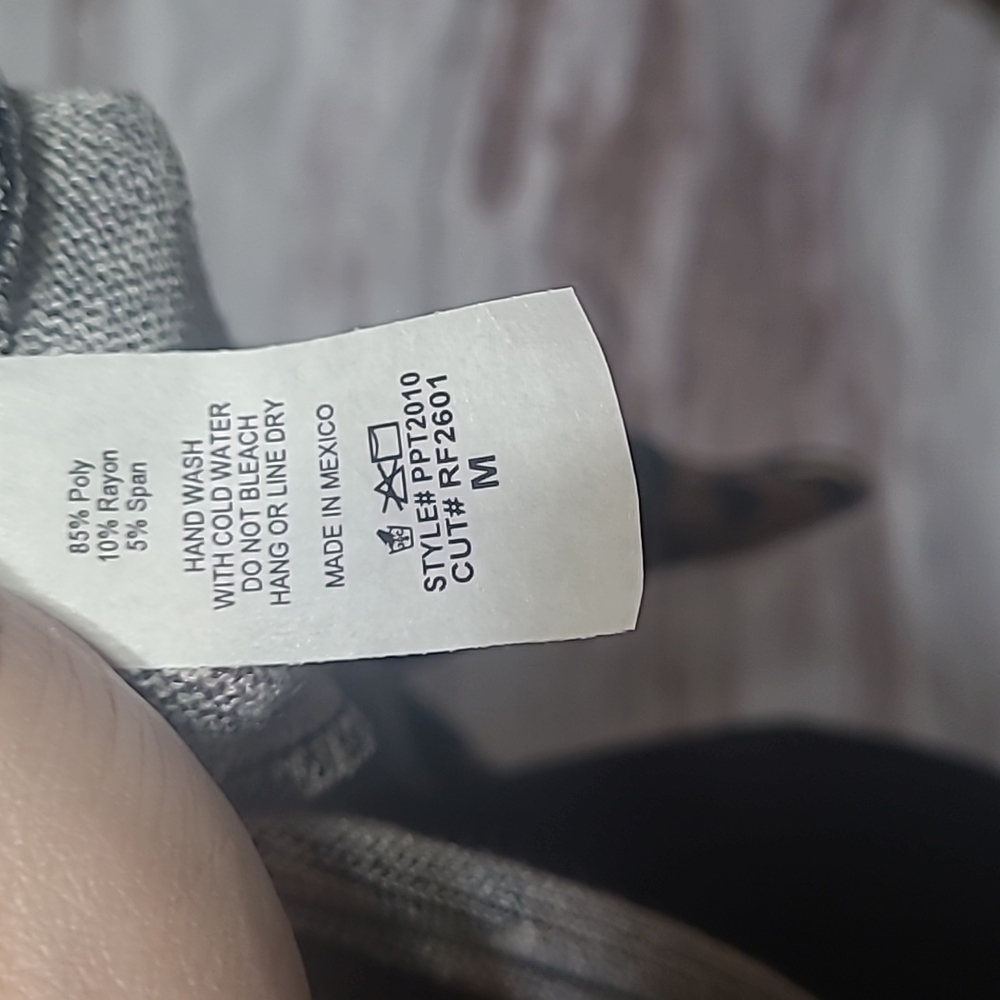 85% Poly
10% Rayon
5% Span
HAND WASH
WITH COLD WATER
DO NOT BLEACH
HANG OR LINE DRY
MADE IN MEXICO
STYLE# PPT2010
CUT# RF2601
M